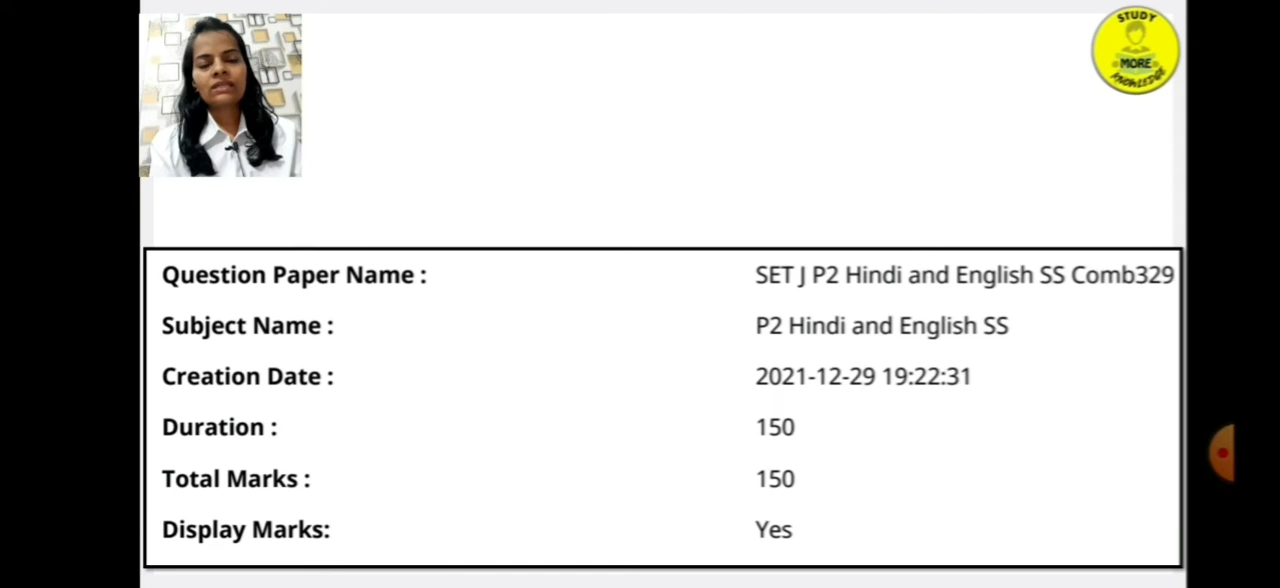 STUDY
MORE
KNOWLEDGE
Question Paper Name : SET J P2 Hindi and English SS Comb329
Subject Name : P2 Hindi and English SS
Creation Date : 2021-12-29 19:22:31
Duration : 150
Total Marks : 150
Display Marks: Yes